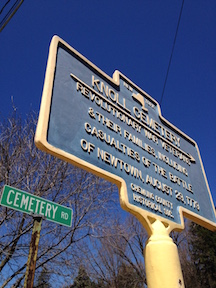 KNOLL CEMETERY
REVOLUTIONARY WAR VETERANS
& THEIR FAMILIES, INCLUDING
CASUALTIES OF THE BATTLE
OF NEWTOWN, AUGUST 29, 1779
CHEMUNG COUNTY
HISTORICAL SOC.
CEMETERY RD